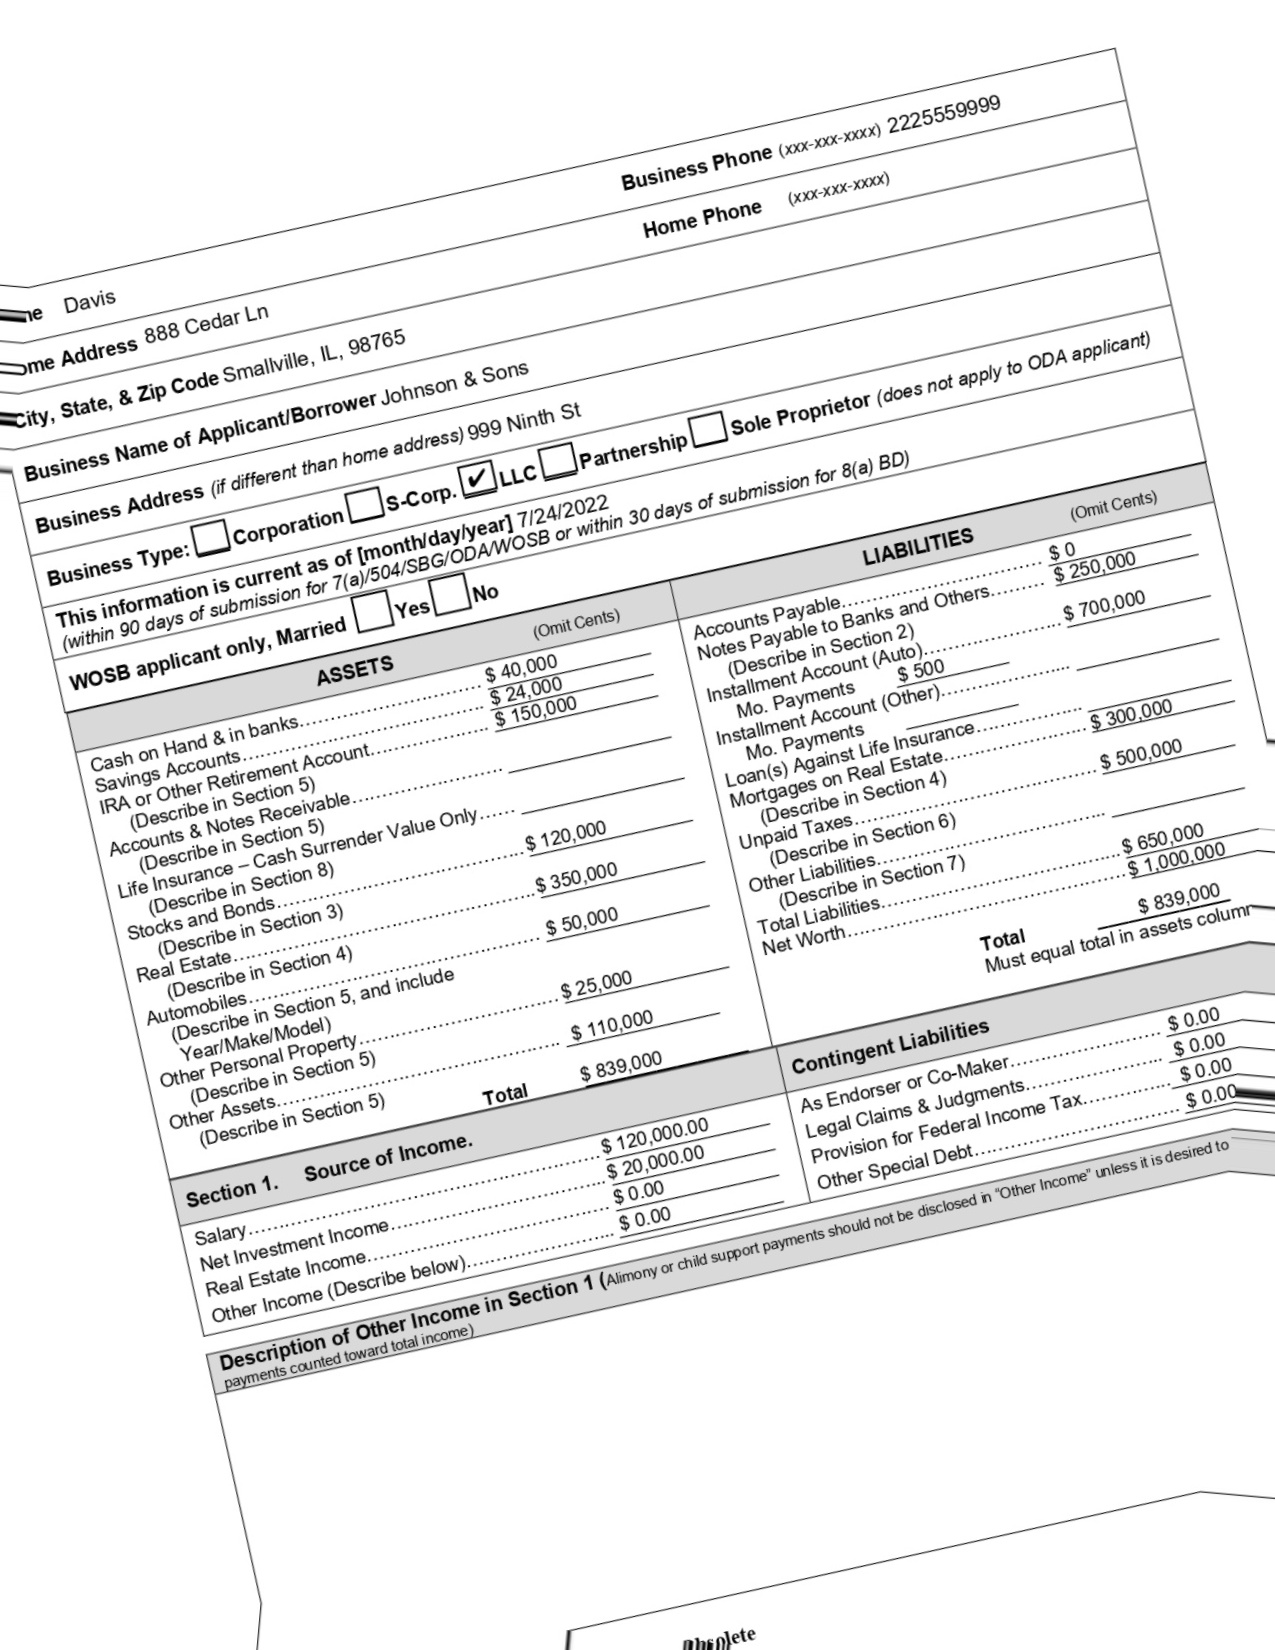 Business Phone (xxx-xxx-xxxx) 2225559999
Davis
Home Phone (xxx-xxx-xxxx)
Address 888 Cedar Ln
City, State, & Zip Code Smallville, IL, 98765
Business Name of Applicant/Borrower Johnson & Sons
Business Address (if different than home address) 999 Ninth St
Business Type: Corporation S-Corp. ✔ LLC Partnership Sole Proprietor (does not apply to ODA applicant)
This information is current as of [month/day/year] 7/24/2022
(within 90 days of submission for 7(a)/504/SBG/ODA/WOSB or within 30 days of submission for 8(a) BD)
WOSB applicant only, Married Yes No
ASSETS (Omit Cents)
Cash on Hand & in banks $ 40,000
Savings Accounts $ 24,000
IRA or Other Retirement Account $ 150,000
(Describe in Section 5)
Accounts & Notes Receivable
(Describe in Section 5)
Life Insurance – Cash Surrender Value Only
(Describe in Section 8)
Stocks and Bonds $ 120,000
(Describe in Section 3)
Real Estate $ 350,000
(Describe in Section 4)
Automobiles $ 50,000
(Describe in Section 5, and include
Year/Make/Model)
Other Personal Property $ 25,000
(Describe in Section 5)
Other Assets $ 110,000
(Describe in Section 5)
Total $ 839,000
LIABILITIES (Omit Cents)
Accounts Payable $ 0
Notes Payable to Banks and Others $ 250,000
(Describe in Section 2)
Installment Account (Auto) $ 700,000
Mo. Payments $ 500
Installment Account (Other)
Mo. Payments
Loan(s) Against Life Insurance
Mortgages on Real Estate $ 300,000
(Describe in Section 4)
Unpaid Taxes $ 500,000
(Describe in Section 6)
Other Liabilities
(Describe in Section 7)
Total Liabilities $ 650,000
Net Worth $ 1,000,000
Total $ 839,000
Must equal total in assets column
Section 1. Source of Income.
Salary $ 120,000.00
Net Investment Income $ 20,000.00
Real Estate Income $ 0.00
Other Income (Describe below) $ 0.00
Contingent Liabilities
As Endorser or Co-Maker $ 0.00
Legal Claims & Judgments $ 0.00
Provision for Federal Income Tax $ 0.00
Other Special Debt $ 0.00
Description of Other Income in Section 1 (Alimony or child support payments should not be disclosed in “Other Income” unless it is desired to
payments counted toward total income)